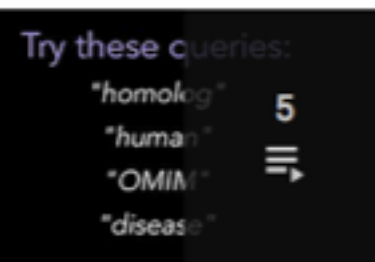 Try these queries:
"homolog"
"human"
"OMIM"
"disease"
5